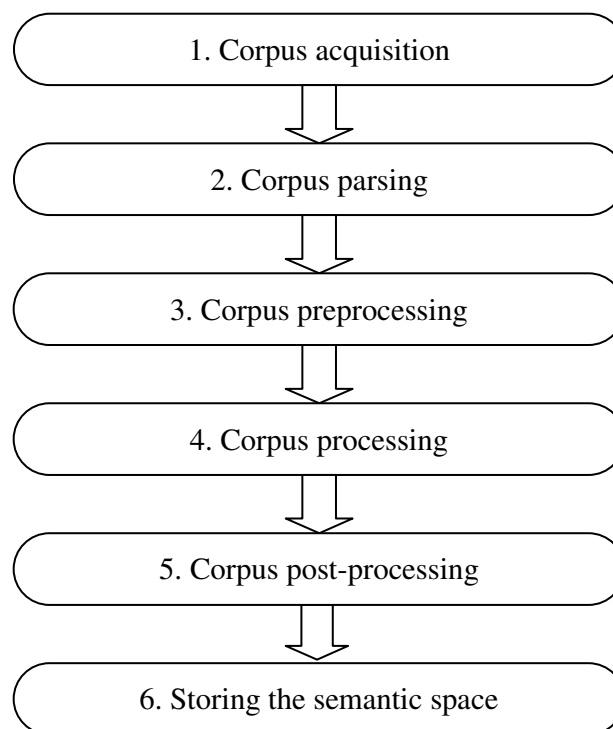 1. Corpus acquisition
2. Corpus parsing
3. Corpus preprocessing
4. Corpus processing
5. Corpus post-processing
6. Storing the semantic space